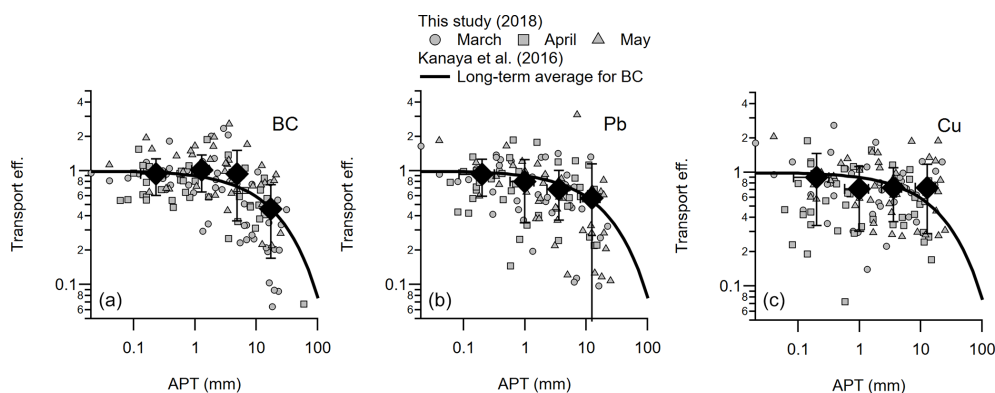 This study (2018)
March April May
Kanaya et al. (2016)
Long-term average for BC
Transport eff.
4
2
1
8
6
4
2
0.1
8
6
BC
(a)
0.1 1 10 100
APT (mm)
Transport eff.
4
2
1
8
6
4
2
0.1
8
6
Pb
(b)
0.1 1 10 100
APT (mm)
Transport eff.
4
2
1
8
6
4
2
0.1
8
6
Cu
(c)
0.1 1 10 100
APT (mm)